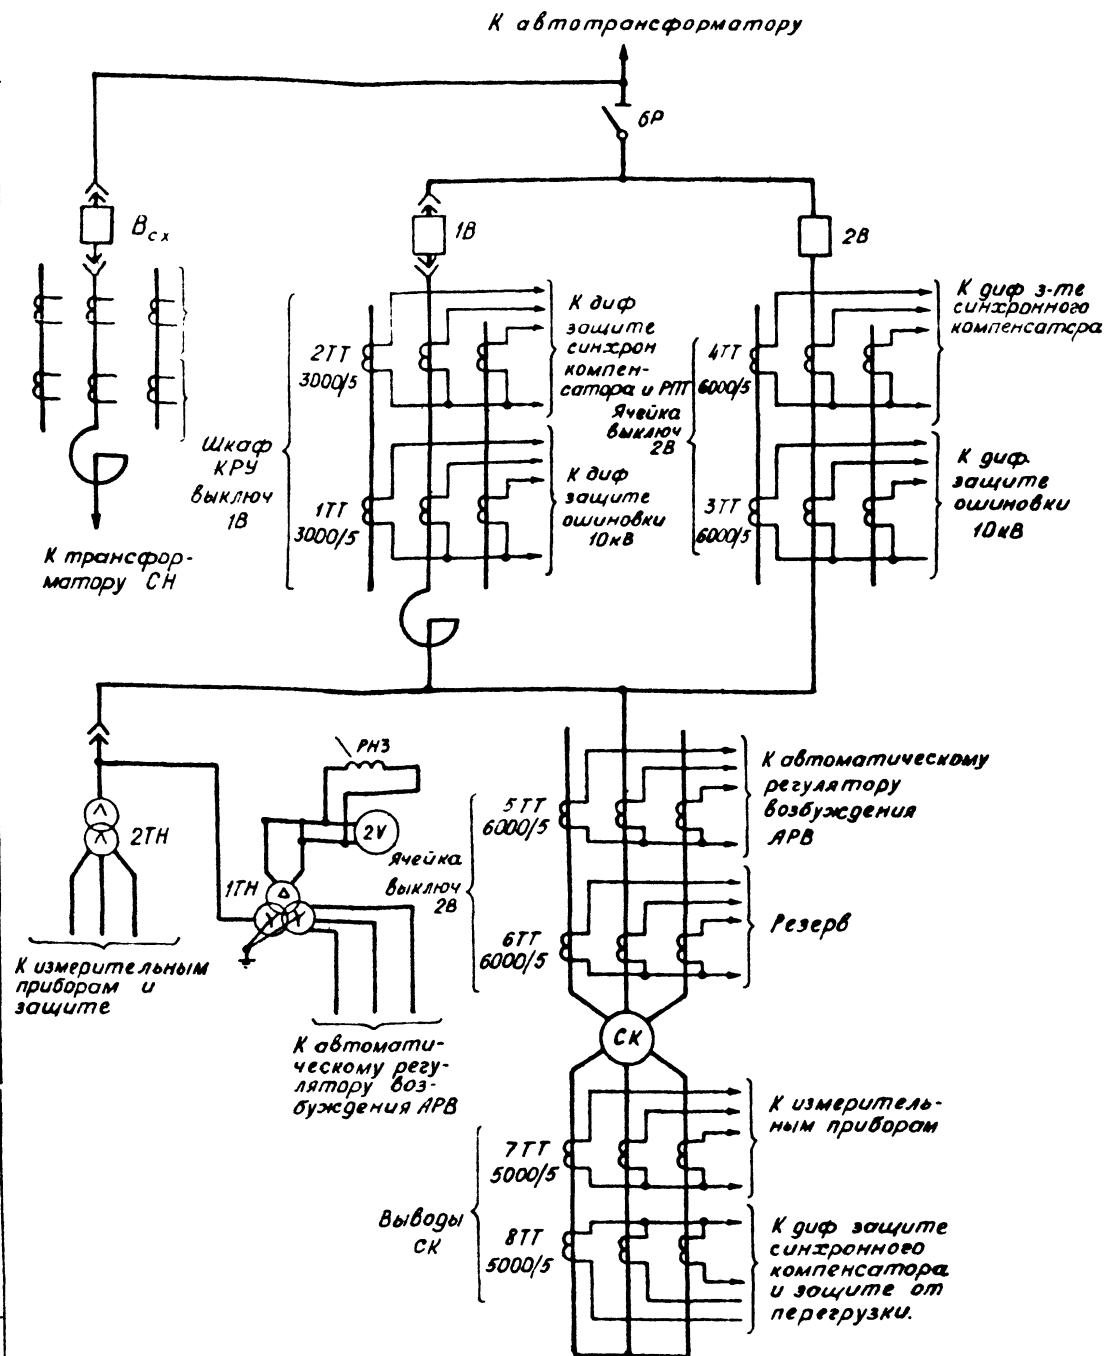 К автотрансформатору
6Р
Всх
1В
2В
К диф
защите
синхрон
компен-
сатора и РПТ
2ТТ
3000/5
К диф з-те
синхронного
компенсатора
4ТТ
6000/5
Ячейка
выключ
2В
Шкаф
КРУ
выключ
1В
1ТТ
3000/5
К диф
защите
ошиновки
10кВ
3ТТ
6000/5
К диф.
защите
ошиновки
10кВ
К трансфор-
матору СН
РНЗ
2V
2ТН
1ТН
Ячейка
выключ
2В
5ТТ
6000/5
К автоматическому
регулятору
возбуждения
АРВ
6ТТ
6000/5
Резерв
К измерительным
приборам и
защите
К автомати-
ческому регу-
лятору воз-
буждения АРВ
СК
7ТТ
5000/5
К измеритель-
ным приборам
Выводы
СК
8ТТ
5000/5
К диф защите
синхронного
компенсатора
и защите от
перегрузки.